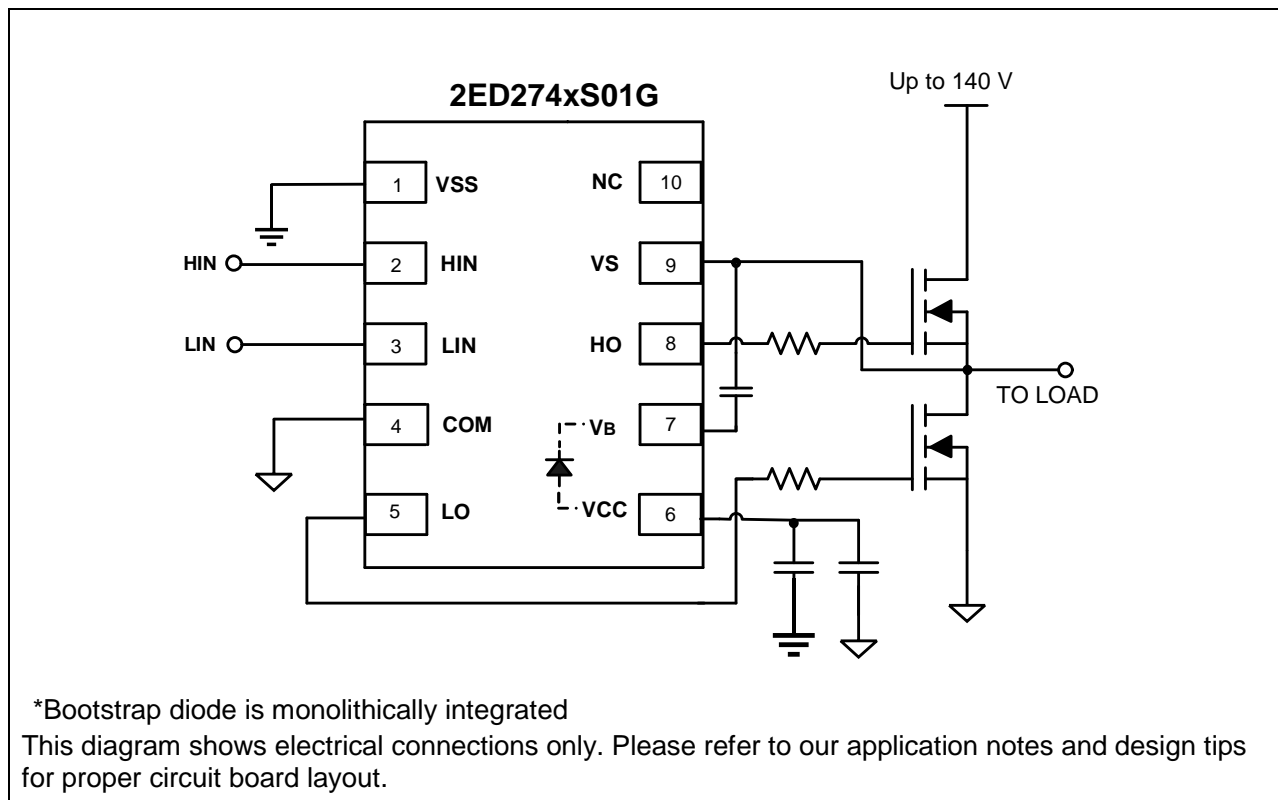 2ED274xS01G
Up to 140 V
1 VSS
NC 10
HIN
2 HIN
VS 9
LIN
3 LIN
HO 8
TO LOAD
4 COM
VB 7
5 LO
VCC 6
*Bootstrap diode is monolithically integrated
This diagram shows electrical connections only. Please refer to our application notes and design tips
for proper circuit board layout.